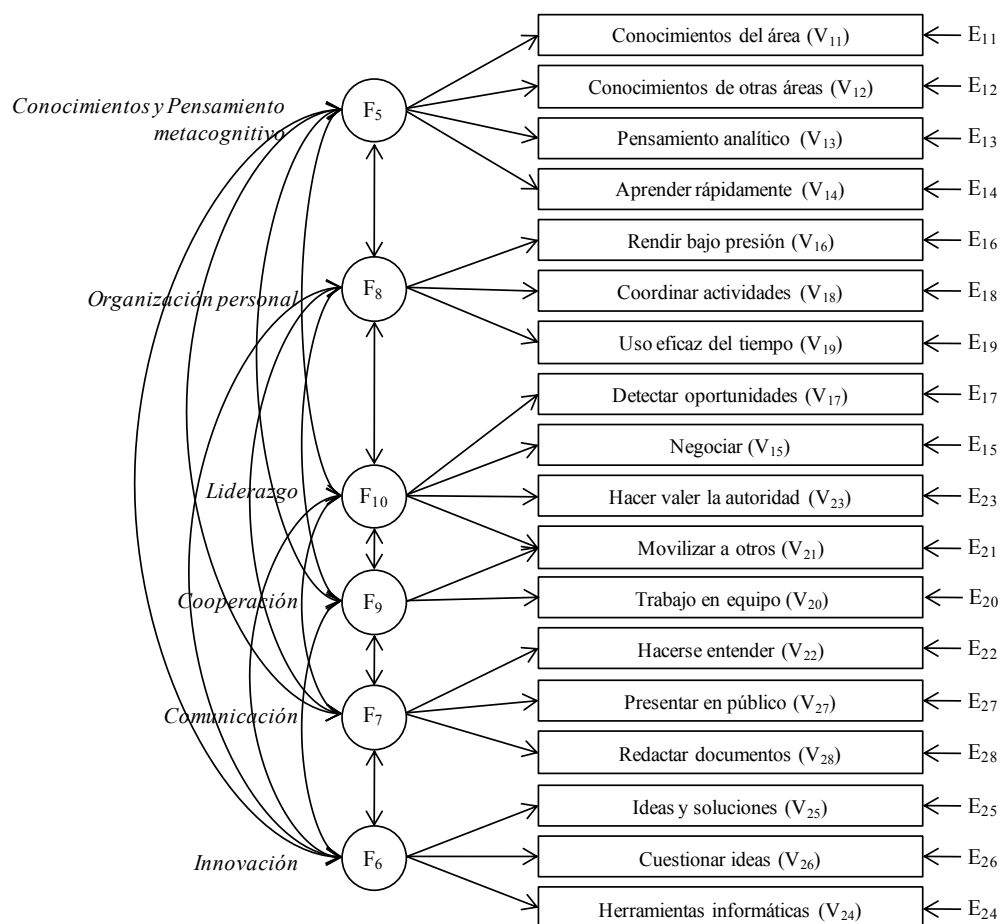 Conocimientos del área (V11)
E11
Conocimientos y Pensamiento
metacognitivo
F5
Conocimientos de otras áreas (V12)
E12
Pensamiento analítico (V13)
E13
Aprender rápidamente (V14)
E14
Rendir bajo presión (V16)
E16
Organización personal
F8
Coordinar actividades (V18)
E18
Uso eficaz del tiempo (V19)
E19
Detectar oportunidades (V17)
E17
Negociar (V15)
E15
Liderazgo
F10
Hacer valer la autoridad (V23)
E23
Movilizar a otros (V21)
E21
Cooperación
F9
Trabajo en equipo (V20)
E20
Hacerse entender (V22)
E22
Comunicación
F7
Presentar en público (V27)
E27
Redactar documentos (V28)
E28
Ideas y soluciones (V25)
E25
Innovación
F6
Cuestionar ideas (V26)
E26
Herramientas informáticas (V24)
E24